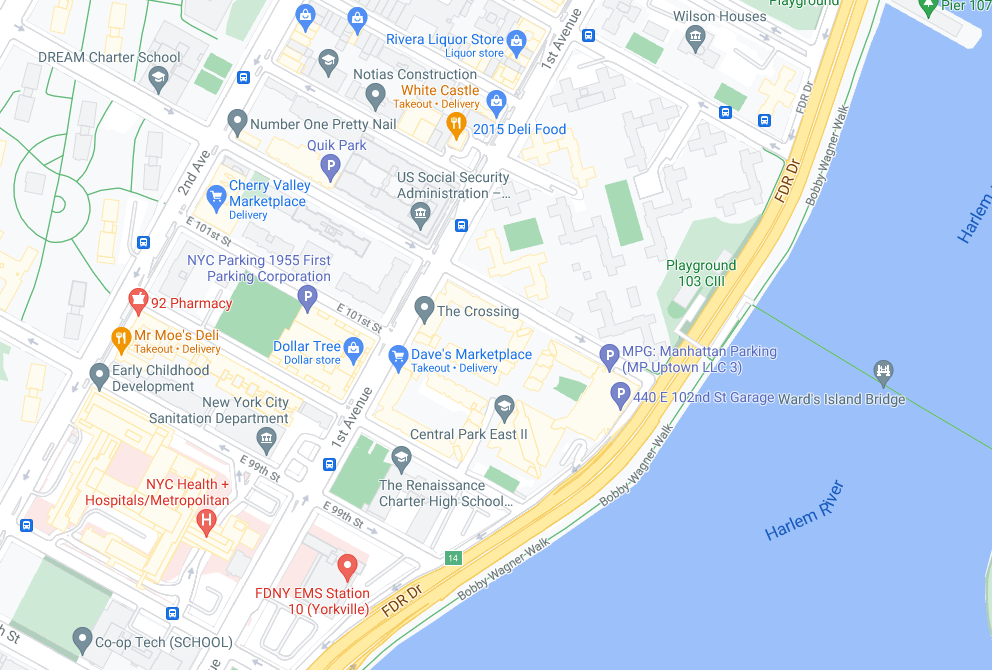 Playground
Pier 107
Wilson Houses
1st Avenue
Rivera Liquor Store
Liquor store
DREAM Charter School
Notias Construction
White Castle
Takeout • Delivery
FDR Dr
Number One Pretty Nail
2015 Deli Food
Bobby-Wagner-Walk
Quik Park
2nd Ave
US Social Security
Administration –...
FDR Dr
Cherry Valley
Marketplace
Delivery
Harlem
E 101st St
NYC Parking 1955 First
Parking Corporation
Playground
103 CIII
92 Pharmacy
E 101st St
The Crossing
Mr Moe's Deli
Takeout • Delivery
Dollar Tree
Dollar store
Dave's Marketplace
Takeout • Delivery
MPG: Manhattan Parking
(MP Uptown LLC 3)
Early Childhood
Development
440 E 102nd St Garage
Ward's Island Bridge
New York City
Sanitation Department
1st Avenue
Central Park East II
E 99th St
Bobby-Wagner-Walk
NYC Health +
Hospitals/Metropolitan
The Renaissance
Charter High School...
Harlem River
E 99th St
14
Bobby-Wagner-Walk
FDNY EMS Station
10 (Yorkville)
FDR Dr
h St
Co-op Tech (SCHOOL)